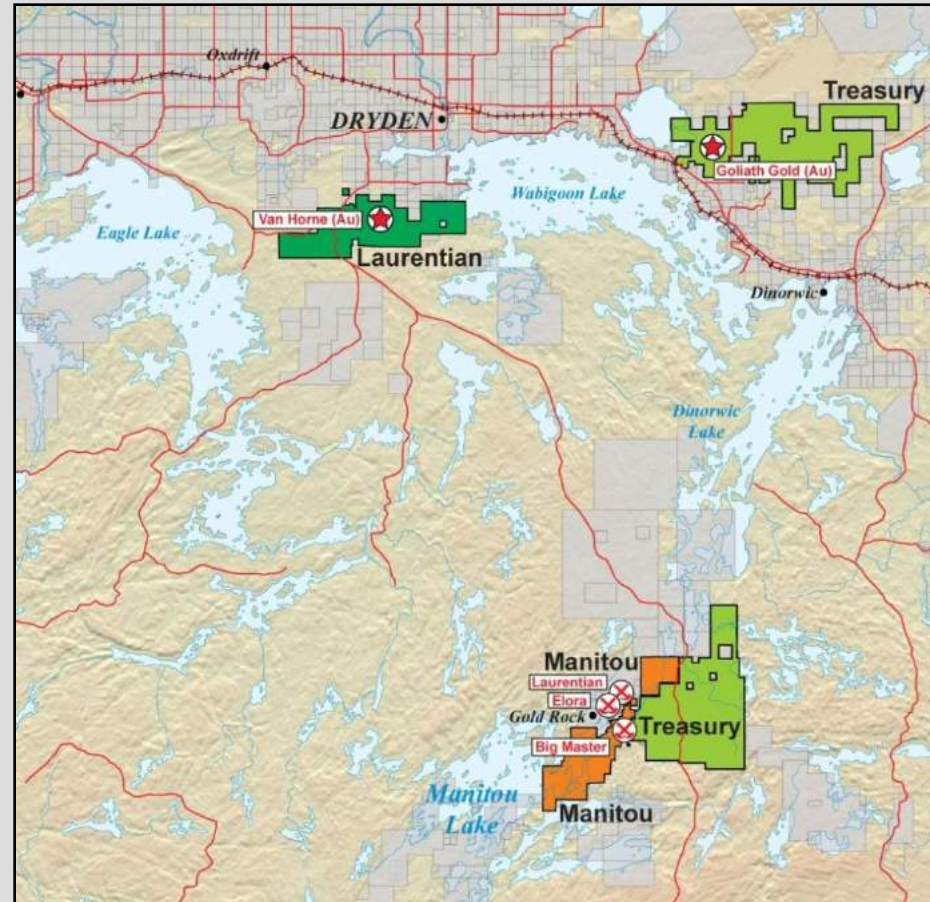 Oxdrift
DRYDEN
Treasury
Goliath Gold (Au)
Wabigoon Lake
Van Horne (Au)
Eagle Lake
Laurentian
Dinorwic
Dinorwic
Lake
Manitou
Laurentian
Elora
Gold Rock
Treasury
Big Master
Manitou
Lake
Manitou